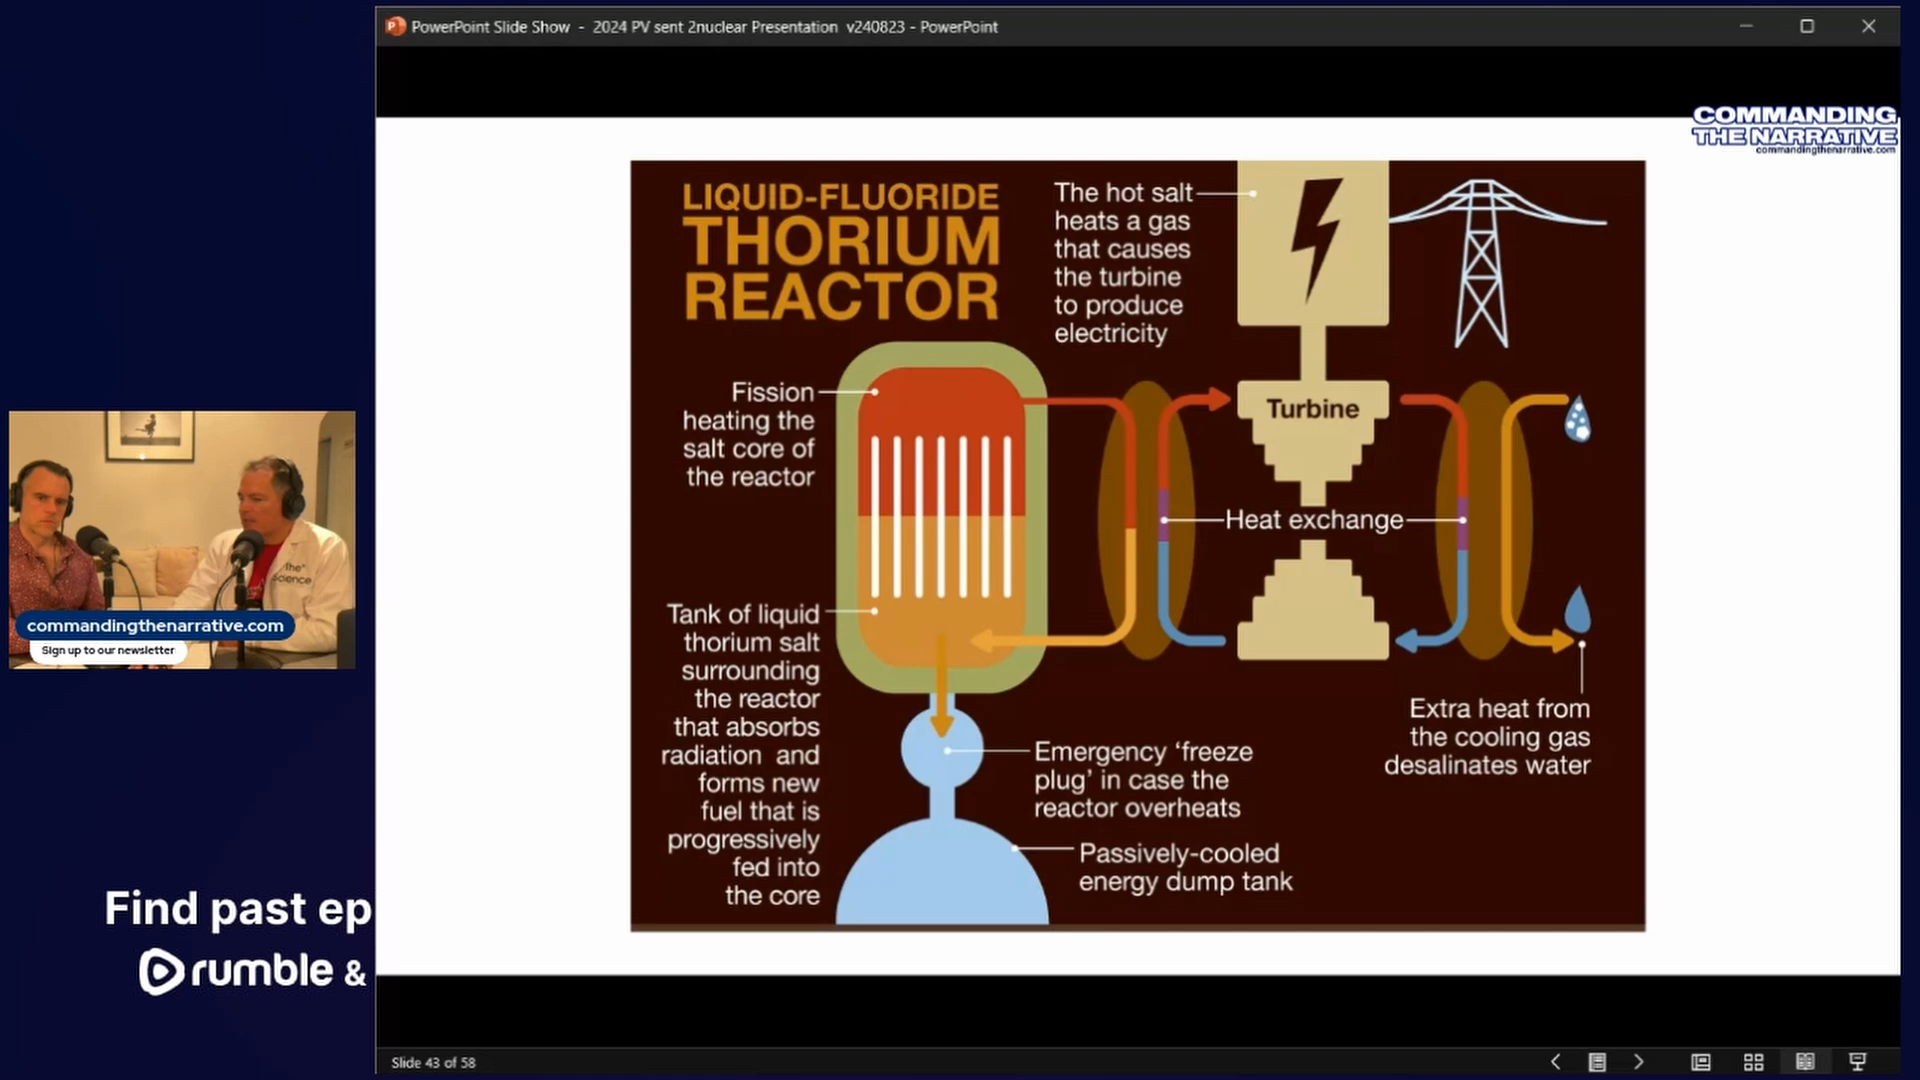 PowerPoint Slide Show - 2024 PV sent 2nuclear Presentation v240823 - PowerPoint
COMMANDING
THE NARRATIVE
commandingthenarrative.com
LIQUID-FLUORIDE
THORIUM
REACTOR
The hot salt
heats a gas
that causes
the turbine
to produce
electricity
Fission
heating the
salt core of
the reactor
Turbine
Heat exchange
Tank of liquid
thorium salt
surrounding
the reactor
that absorbs
radiation and
forms new
fuel that is
progressively
fed into
the core
Emergency ‘freeze
plug’ in case the
reactor overheats
Passively-cooled
energy dump tank
Extra heat from
the cooling gas
desalinates water
"The
Science
commandingthenarrative.com
Sign up to our newsletter
Find past ep
rumble &
Slide 43 of 58